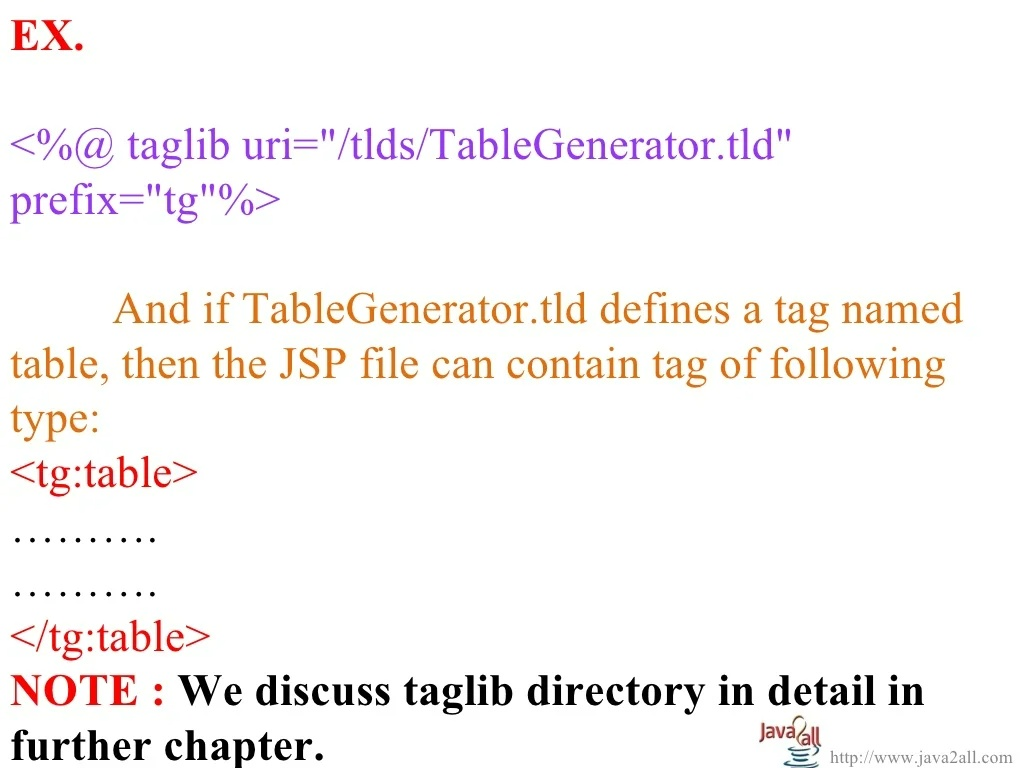 EX.
<%@ taglib uri="/tlds/TableGenerator.tld"
prefix="tg"%>
And if TableGenerator.tld defines a tag named
table, then the JSP file can contain tag of following
type:
<tg:table>
……….
……….
</tg:table>
NOTE : We discuss taglib directory in detail in
further chapter.
Java2all
http://www.java2all.com